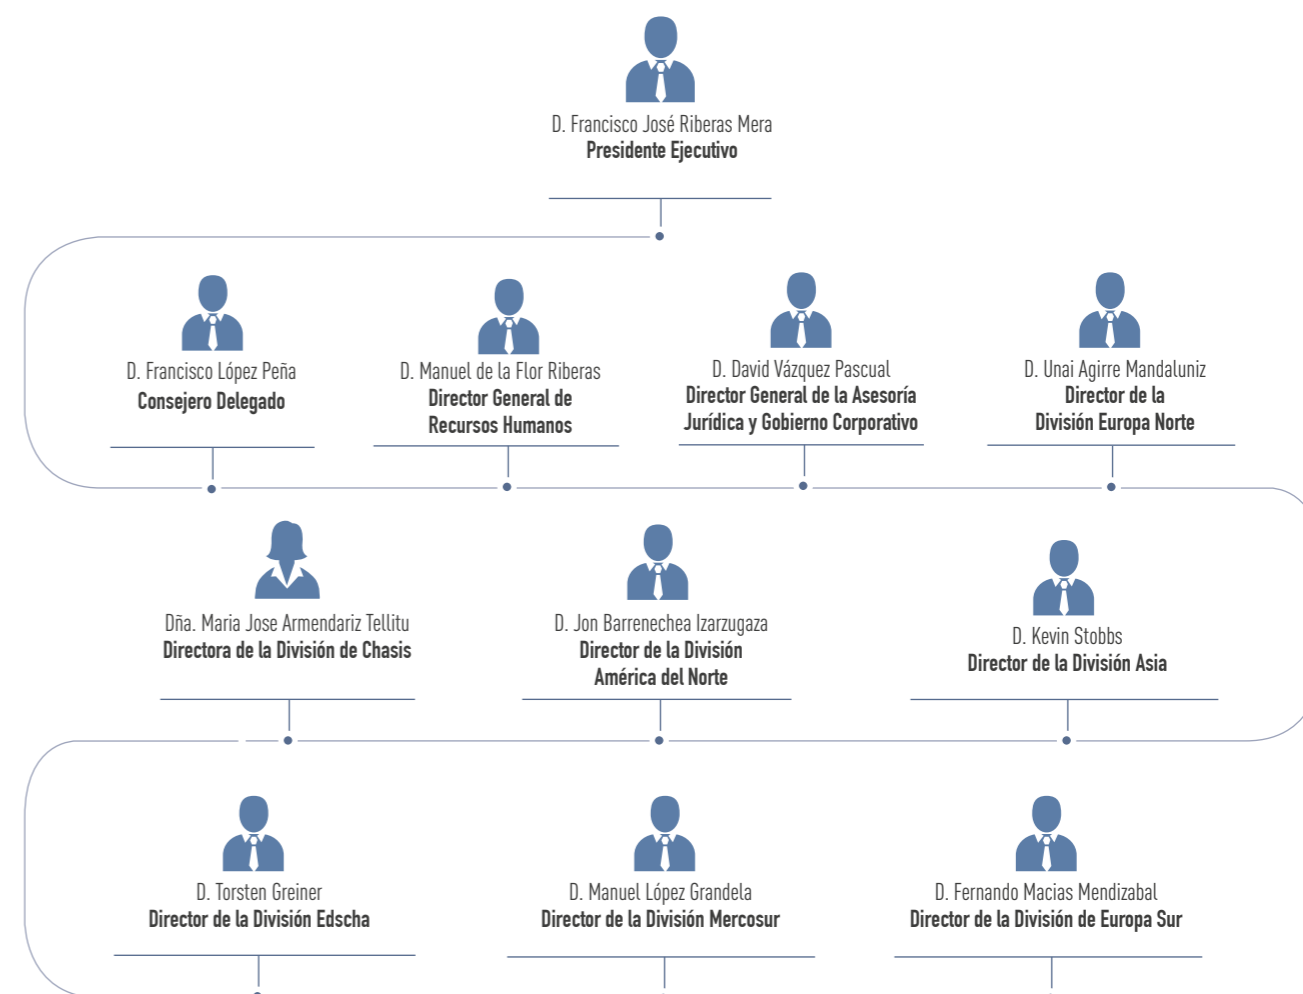 D. Francisco José Riberas Mera
Presidente Ejecutivo
D. Francisco López Peña
Consejero Delegado
D. Manuel de la Flor Riberas
Director General de
Recursos Humanos
D. David Vázquez Pascual
Director General de la Asesoría
Jurídica y Gobierno Corporativo
D. Unai Agirre Mandaluniz
Director de la
División Europa Norte
Dña. Maria Jose Armendariz Tellitu
Directora de la División de Chasis
D. Jon Barrenechea Izarzugaza
Director de la División
América del Norte
D. Kevin Stobbs
Director de la División Asia
D. Torsten Greiner
Director de la División Edscha
D. Manuel López Grandela
Director de la División Mercosur
D. Fernando Macias Mendizabal
Director de la División de Europa Sur